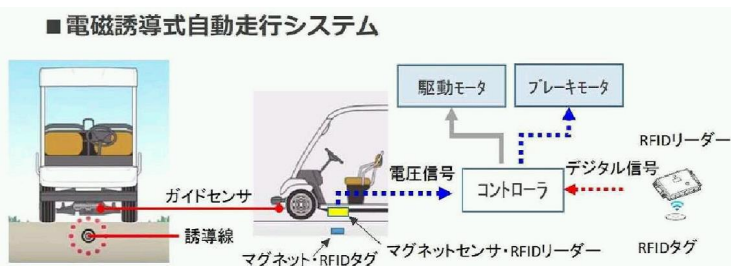 ■電磁誘導式自動走行システム
駆動モータ
ブレーキモータ
RFIDリーダー
電圧信号
デジタル信号
コントローラ
ガイドセンサ
誘導線
マグネットセンサ・RFIDリーダー
マグネット・RFIDタグ
RFIDタグ